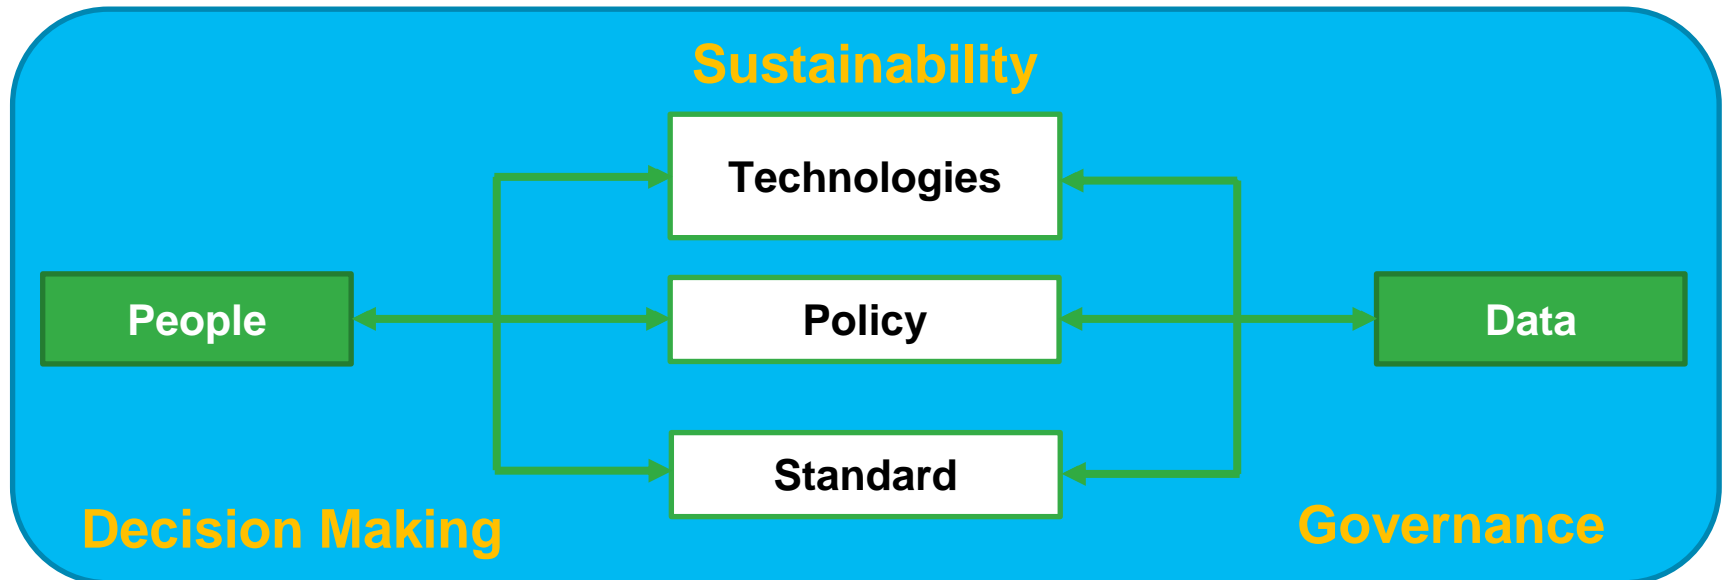 Sustainability
Technologies
People
Policy
Data
Standard
Decision Making
Governance